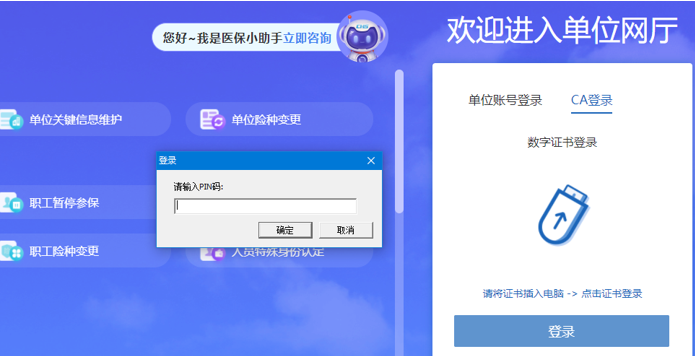 您好~我是医保小助手立即咨询
欢迎进入单位网厅
单位关键信息维护
单位险种变更
职工暂停参保
职工险种变更
人员特殊身份认定
登录
请输入PIN码:
确定
取消
单位账号登录
CA登录
数字证书登录
请将证书插入电脑 -> 点击证书登录
登录